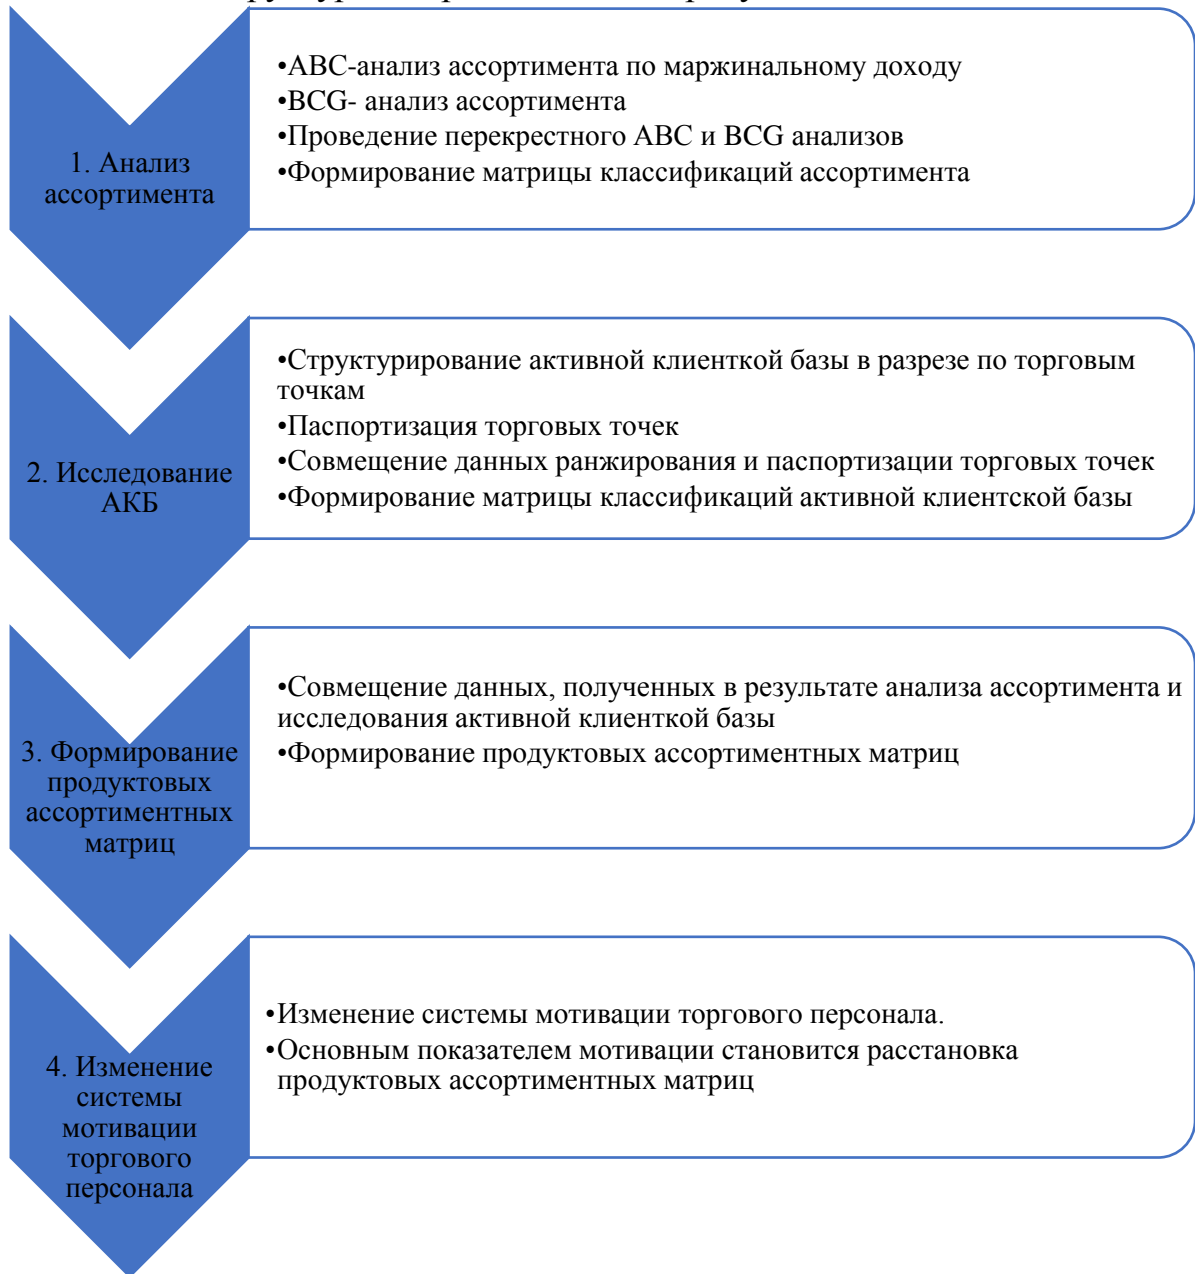 1. Анализ
ассортимента
•ABC-анализ ассортимента по маржинальному доходу
•BCG- анализ ассортимента
•Проведение перекрестного ABC и BCG анализов
•Формирование матрицы классификаций ассортимента
2. Исследование
АКБ
•Структурирование активной клиенткой базы в разрезе по торговым
точкам
•Паспортизация торговых точек
•Совмещение данных ранжирования и паспортизации торговых точек
•Формирование матрицы классификаций активной клиентской базы
3. Формирование
продуктовых
ассортиментных
матриц
•Совмещение данных, полученных в результате анализа ассортимента и
исследования активной клиенткой базы
•Формирование продуктовых ассортиментных матриц
4. Изменение
системы
мотивации
торгового
персонала
•Изменение системы мотивации торгового персонала.
•Основным показателем мотивации становится расстановка
продуктовых ассортиментных матриц